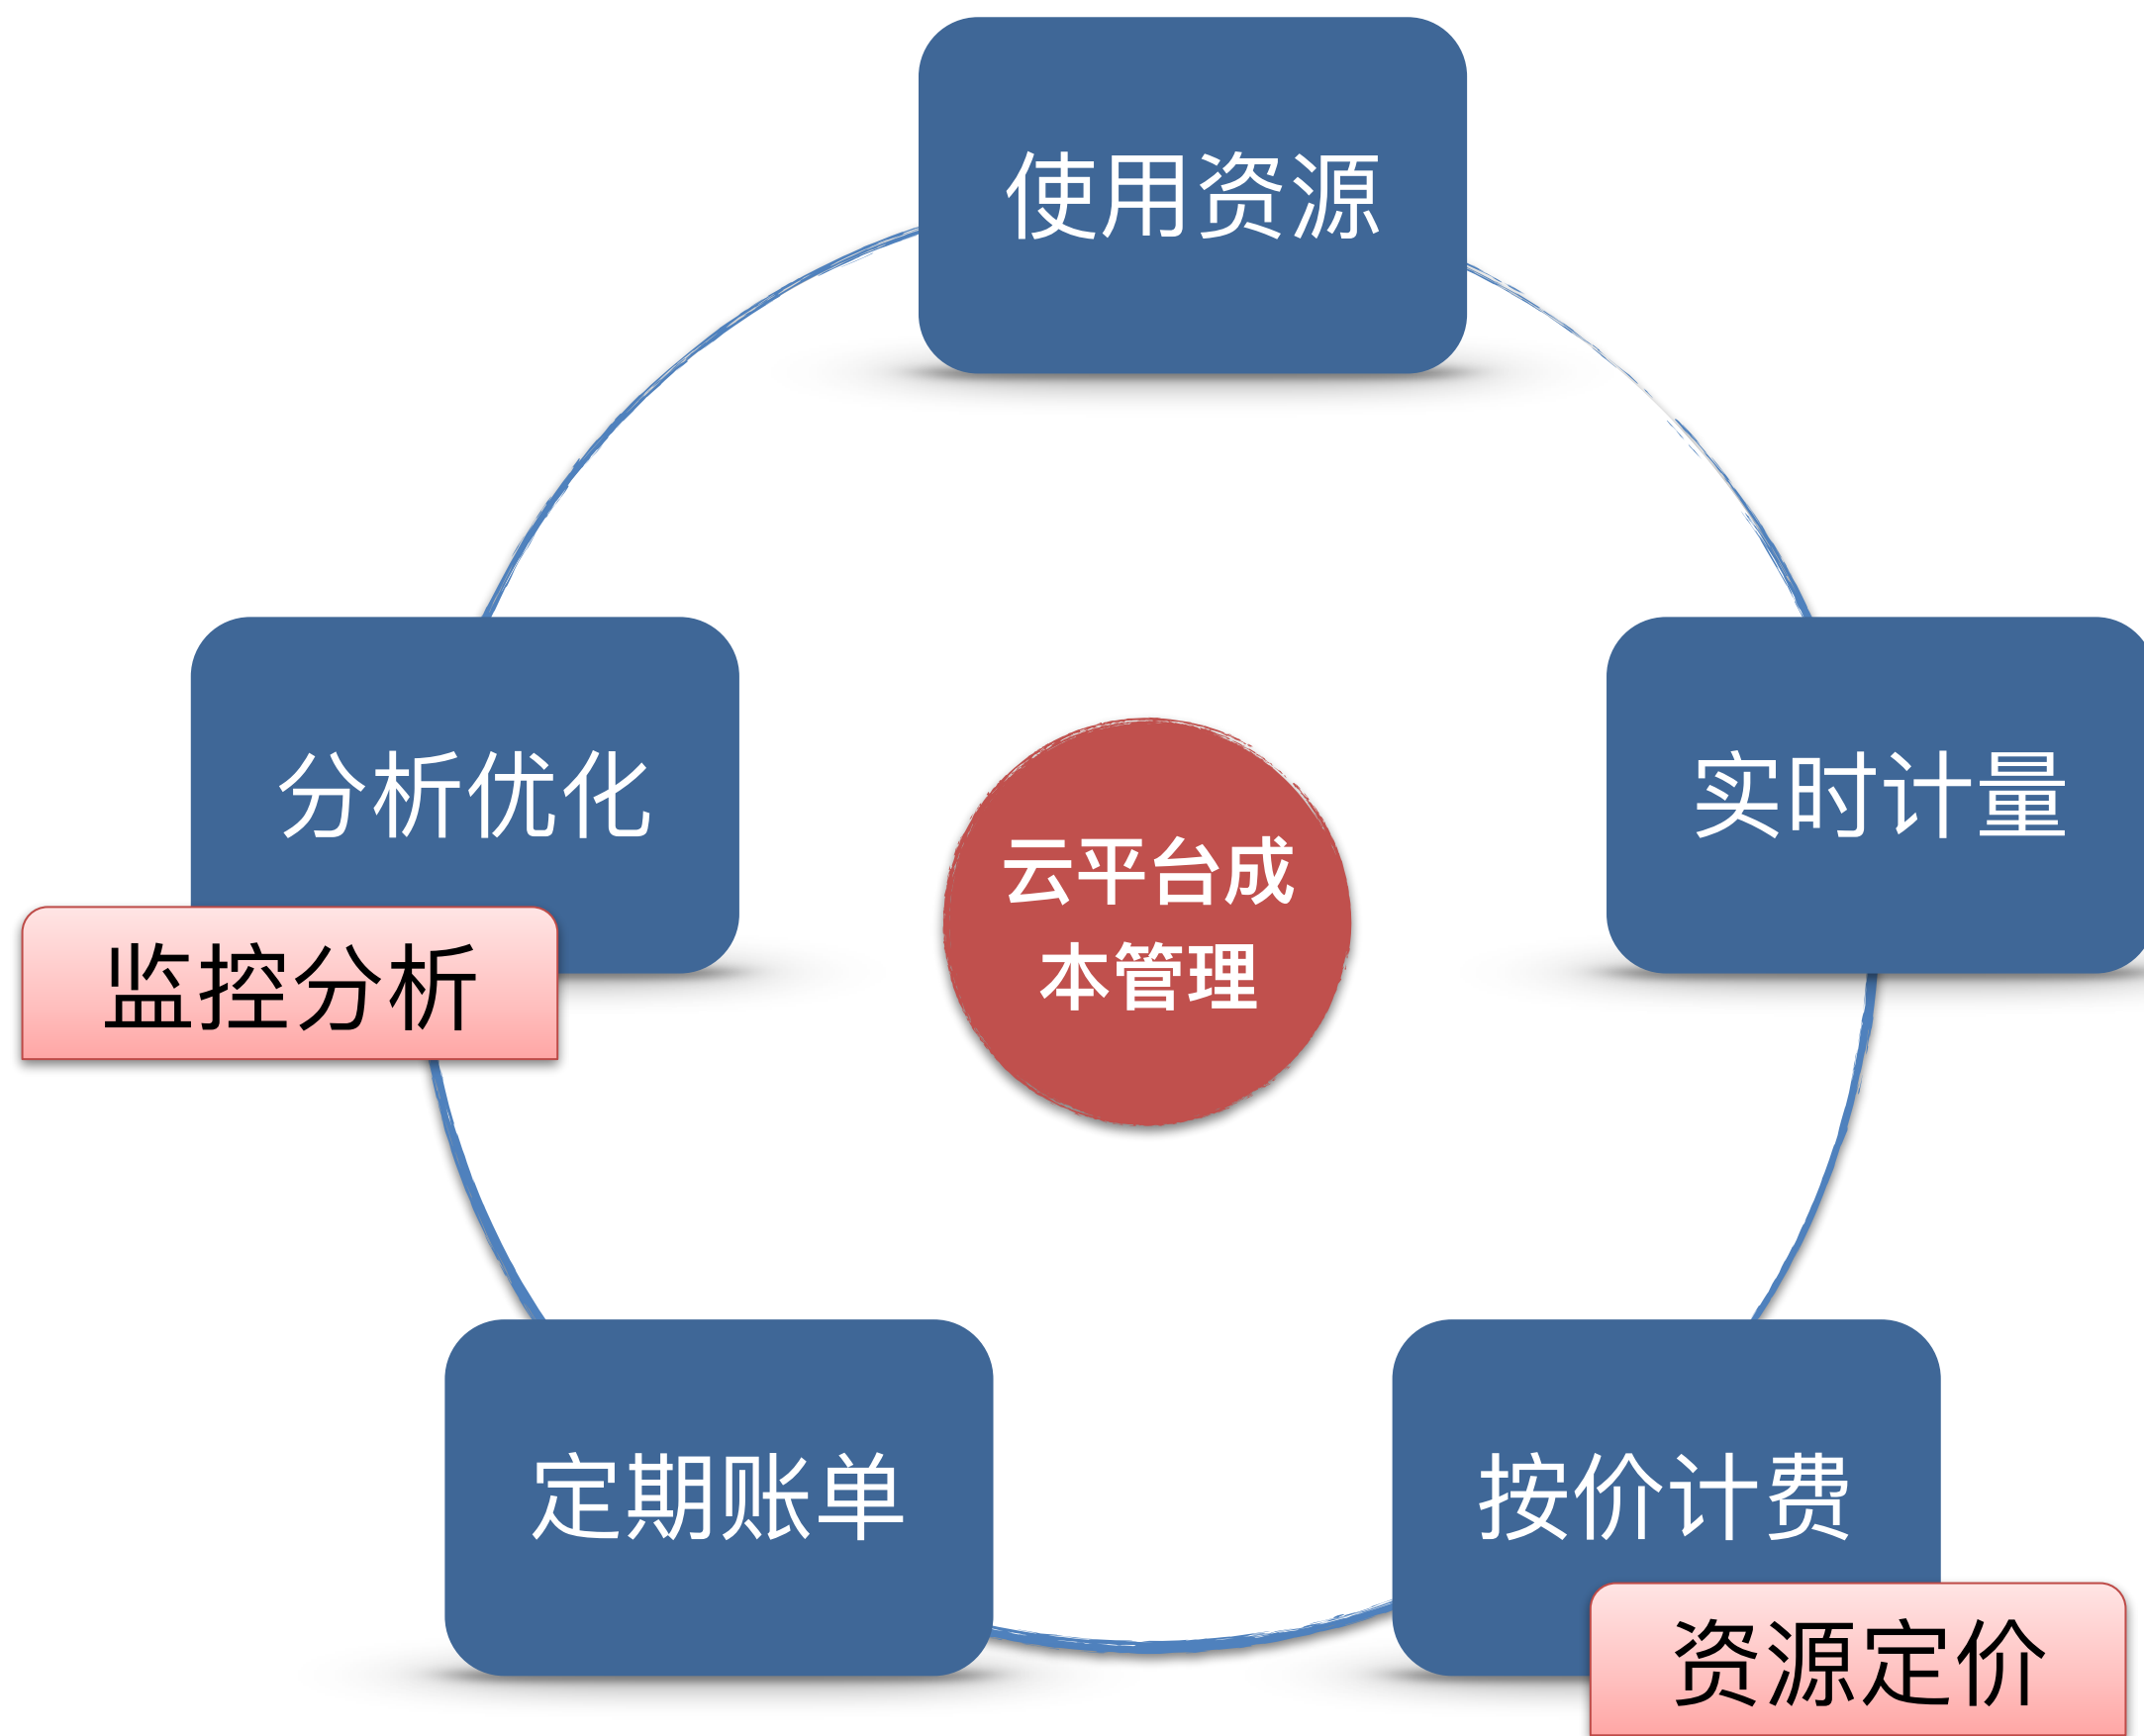 使用资源
分析优化
实时计量
云平台成
本管理
监控分析
定期账单
按价计费
资源定价